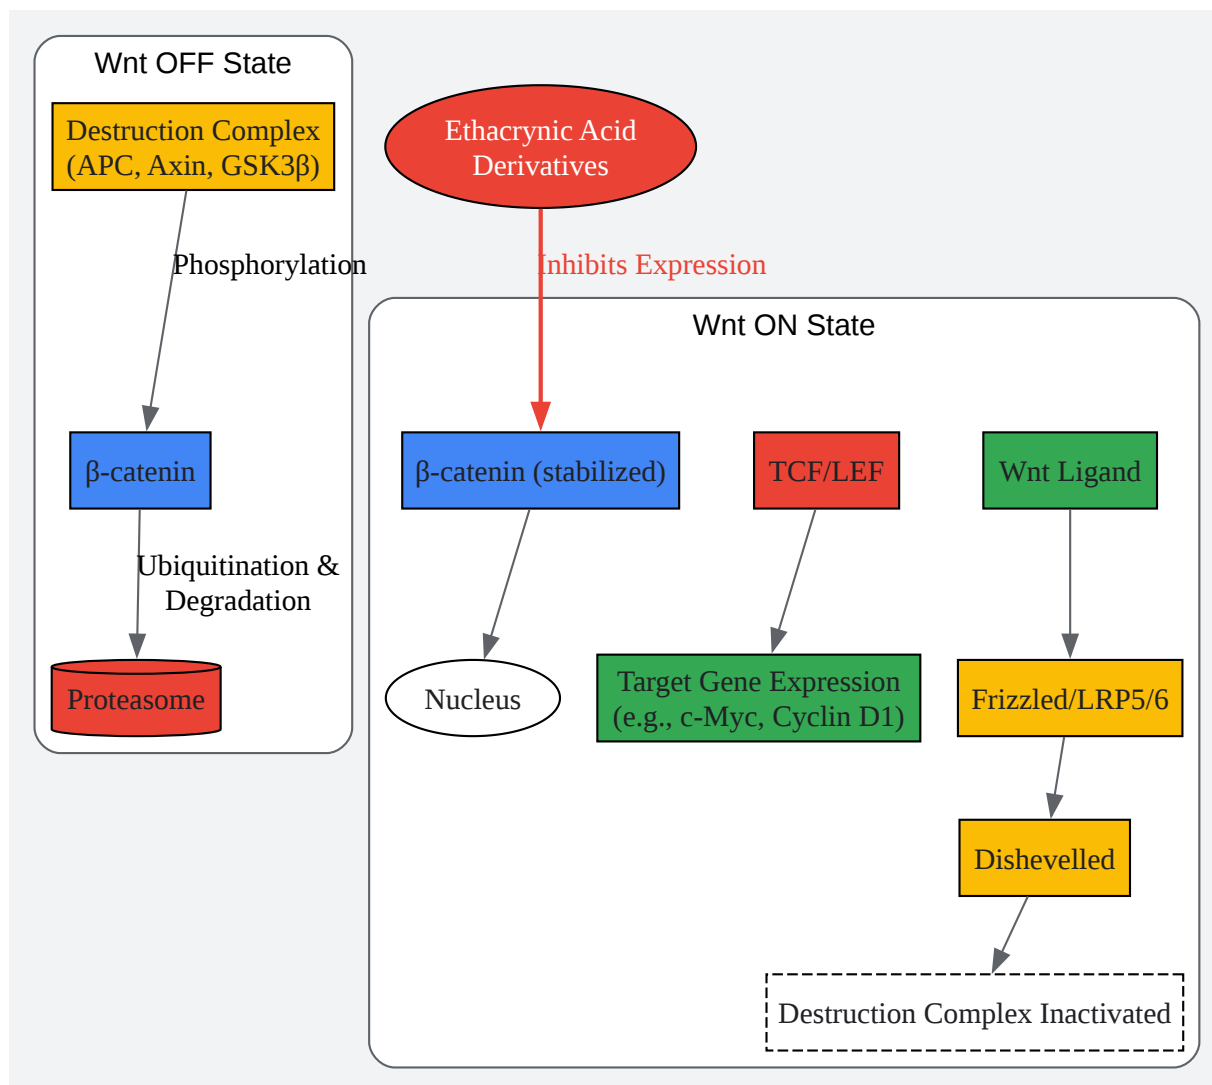 Wnt OFF State
Destruction Complex
(APC, Axin, GSK3β)
Phosphorylation
β-catenin
Ubiquitination &
Degradation
Proteasome
Ethacrynic Acid
Derivatives
Inhibits Expression
Wnt ON State
β-catenin (stabilized)
TCF/LEF
Wnt Ligand
Nucleus
Target Gene Expression
(e.g., c-Myc, Cyclin D1)
Frizzled/LRP5/6
Dishevelled
Destruction Complex Inactivated